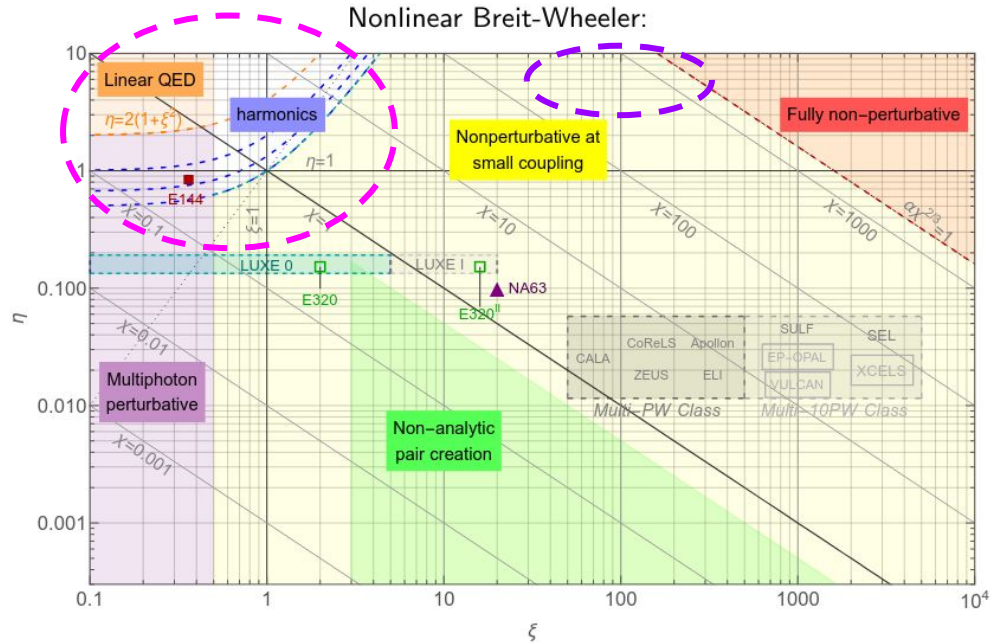 Nonlinear Breit-Wheeler:
10
Linear QED
η=2(1+ξ²)
harmonics
Nonperturbative at
small coupling
Fully non-perturbative
η=1
1
E144
χ=0.1
ξ=1
χ=1
χ=10
χ=100
χ=1000
αχ^2/3=1
LUXE 0
LUXE I
0.100
E320
E320^II
NA63
η
χ=0.01
Multiphoton
perturbative
CALA
CoReLS
Apollon
ZEUS
ELI
SULF
SEL
EP-OPAL
XCELS
VULCAN
Multi-PW Class
Multi-10PW Class
0.010
Non-analytic
pair creation
χ=0.001
0.001
0.1
1
10
100
1000
10^4
ξ